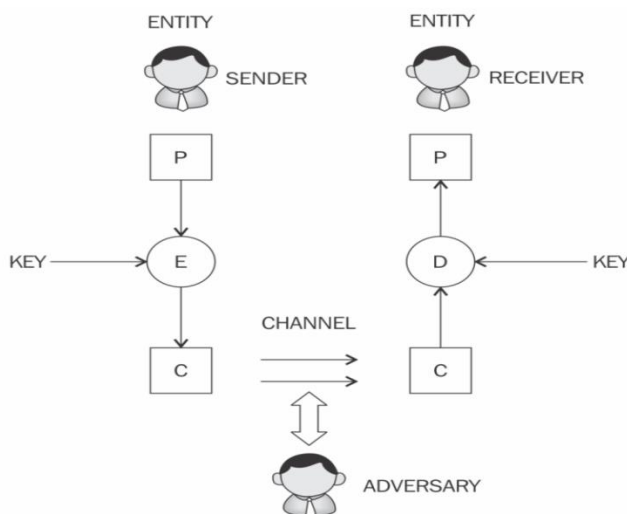 ENTITY ENTITY
SENDER RECEIVER
P P
KEY E D KEY
CHANNEL
C C
ADVERSARY